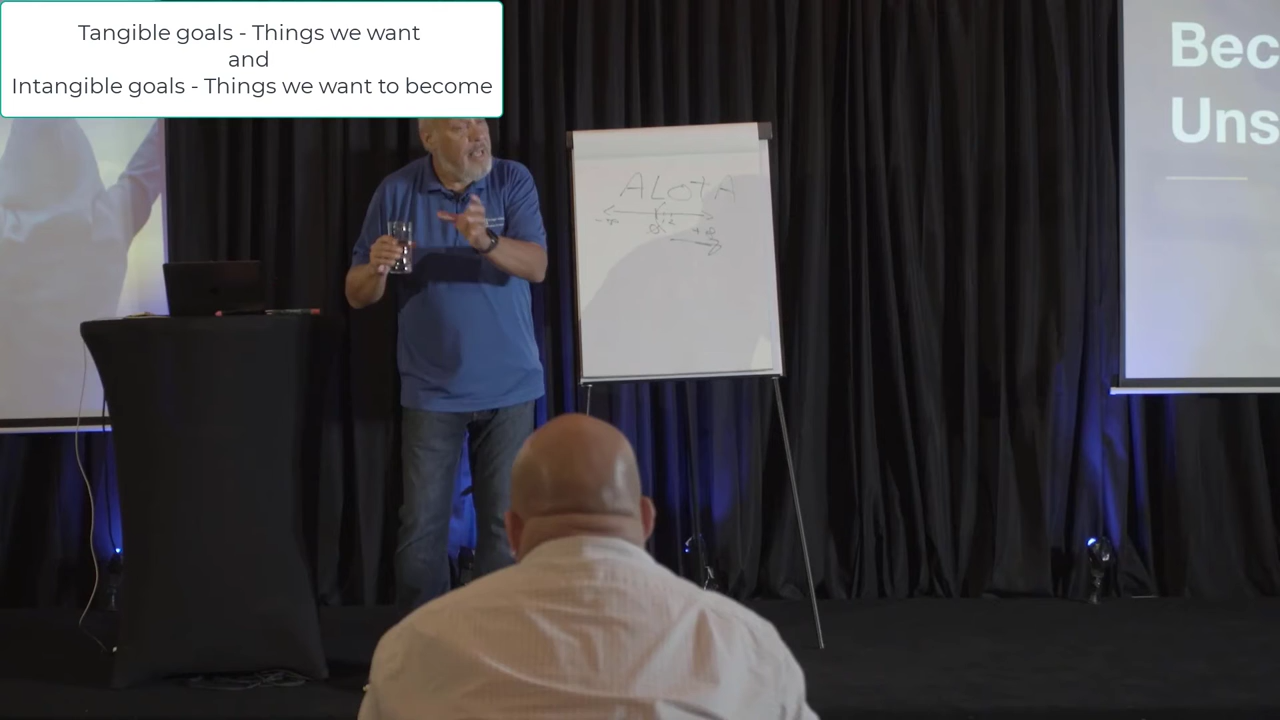 Tangible goals - Things we want
and
Intangible goals - Things we want to become
Bec
Uns
ALOTA